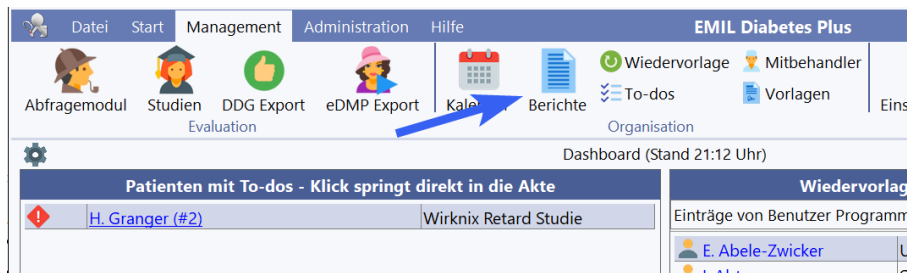 Datei Start Management Administration Hilfe EMIL Diabetes Plus
Wiedervorlage Mitbehandler
To-dos Vorlagen
Abfragemodul Studien DDG Export eDMP Export Berichte
Evaluation Organisation
Dashboard (Stand 21:12 Uhr)
Patienten mit To-dos - Klick springt direkt in die Akte
H. Granger (#2) Wirknix Retard Studie
Wiedervorlag
Einträge von Benutzer Programm
E. Abele-Zwicker